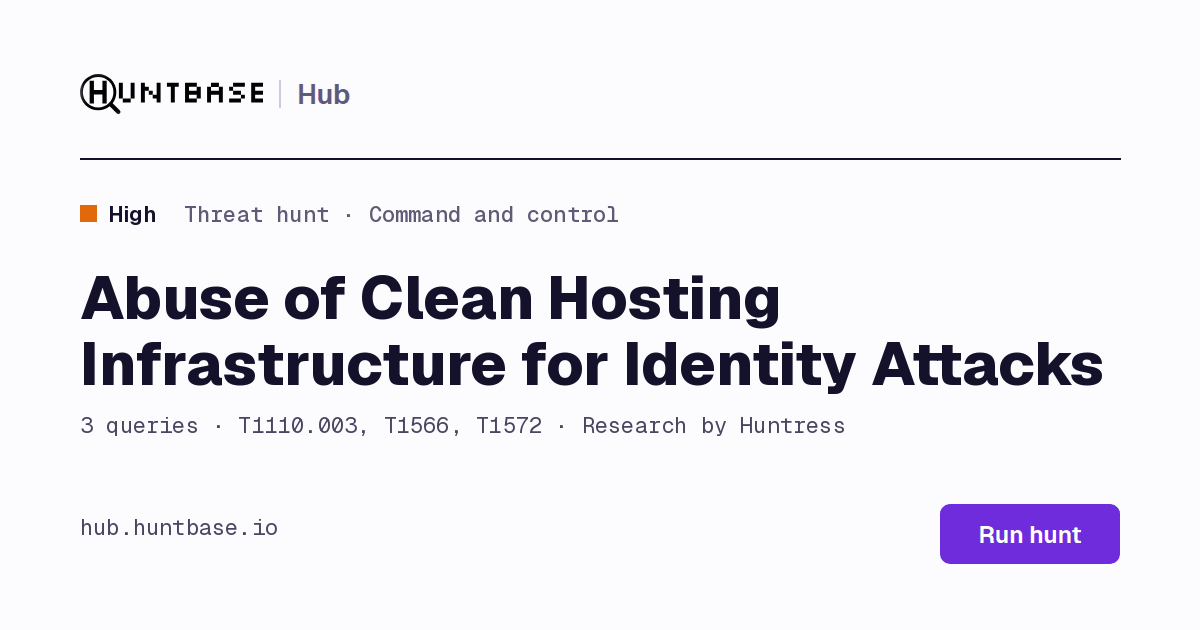 HUNTBASE Hub
High Threat hunt · Command and control
Abuse of Clean Hosting
Infrastructure for Identity Attacks
3 queries · T1110.003, T1566, T1572 · Research by Huntress
hub.huntbase.io
Run hunt